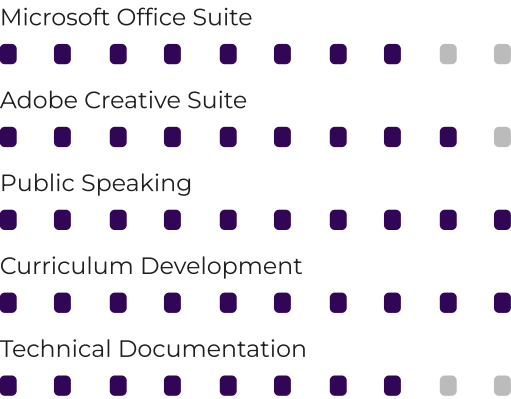 Microsoft Office Suite
Adobe Creative Suite
Public Speaking
Curriculum Development
Technical Documentation